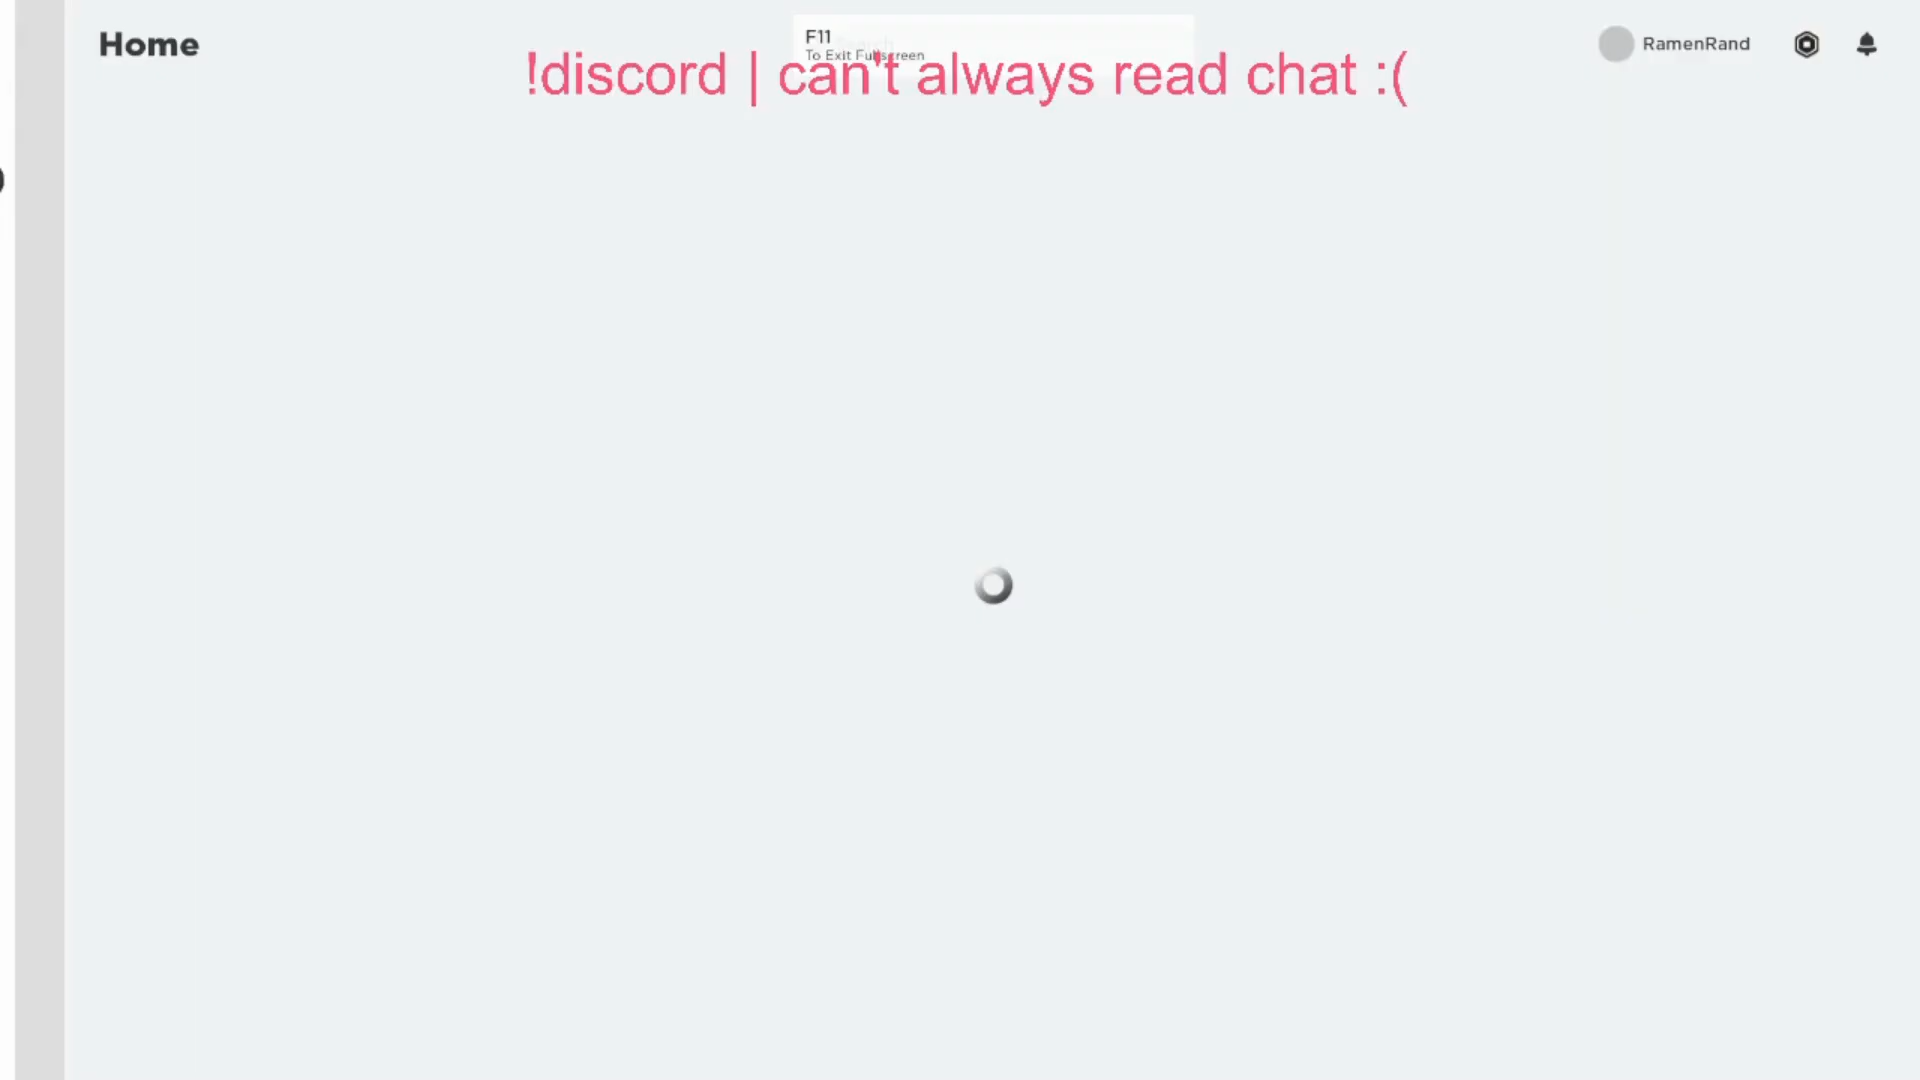 Home
F11
To Exit Fullscreen
!discord | can't always read chat :(
RamenRand